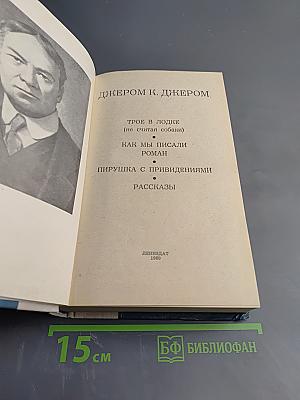 ДЖЕРОМ К. ДЖЕРОМ
ТРОЕ В ЛОДКЕ
(не считая собаки)
•
КАК МЫ ПИСАЛИ
РОМАН
•
ПИРУШКА С ПРИВИДЕНИЯМИ
•
РАССКАЗЫ
ЛЕНИЗДАТ
15 см
БФ БИБЛИОФАН